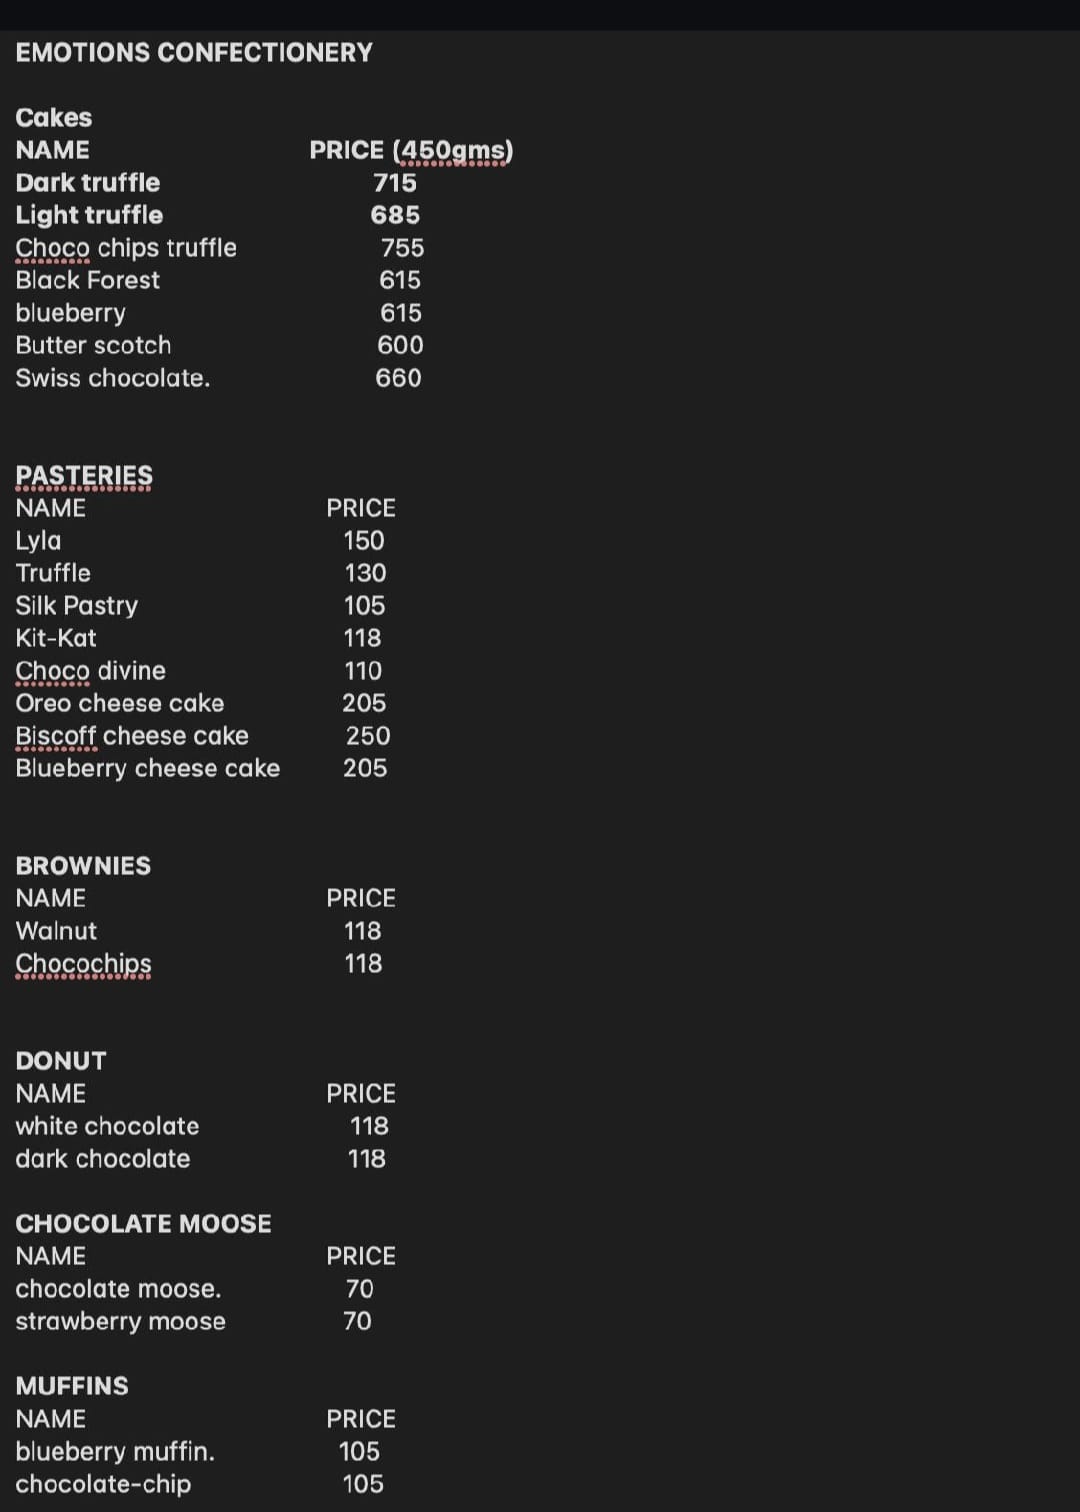 EMOTIONS CONFECTIONERY
Cakes
NAME PRICE (450gms)
Dark truffle 715
Light truffle 685
Choco chips truffle 755
Black Forest 615
blueberry 615
Butter scotch 600
Swiss chocolate. 660
PASTERIES
NAME PRICE
Lyla 150
Truffle 130
Silk Pastry 105
Kit-Kat 118
Choco divine 110
Oreo cheese cake 205
Biscoff cheese cake 250
Blueberry cheese cake 205
BROWNIES
NAME PRICE
Walnut 118
Chocochips 118
DONUT
NAME PRICE
white chocolate 118
dark chocolate 118
CHOCOLATE MOOSE
NAME PRICE
chocolate moose. 70
strawberry moose 70
MUFFINS
NAME PRICE
blueberry muffin. 105
chocolate-chip 105